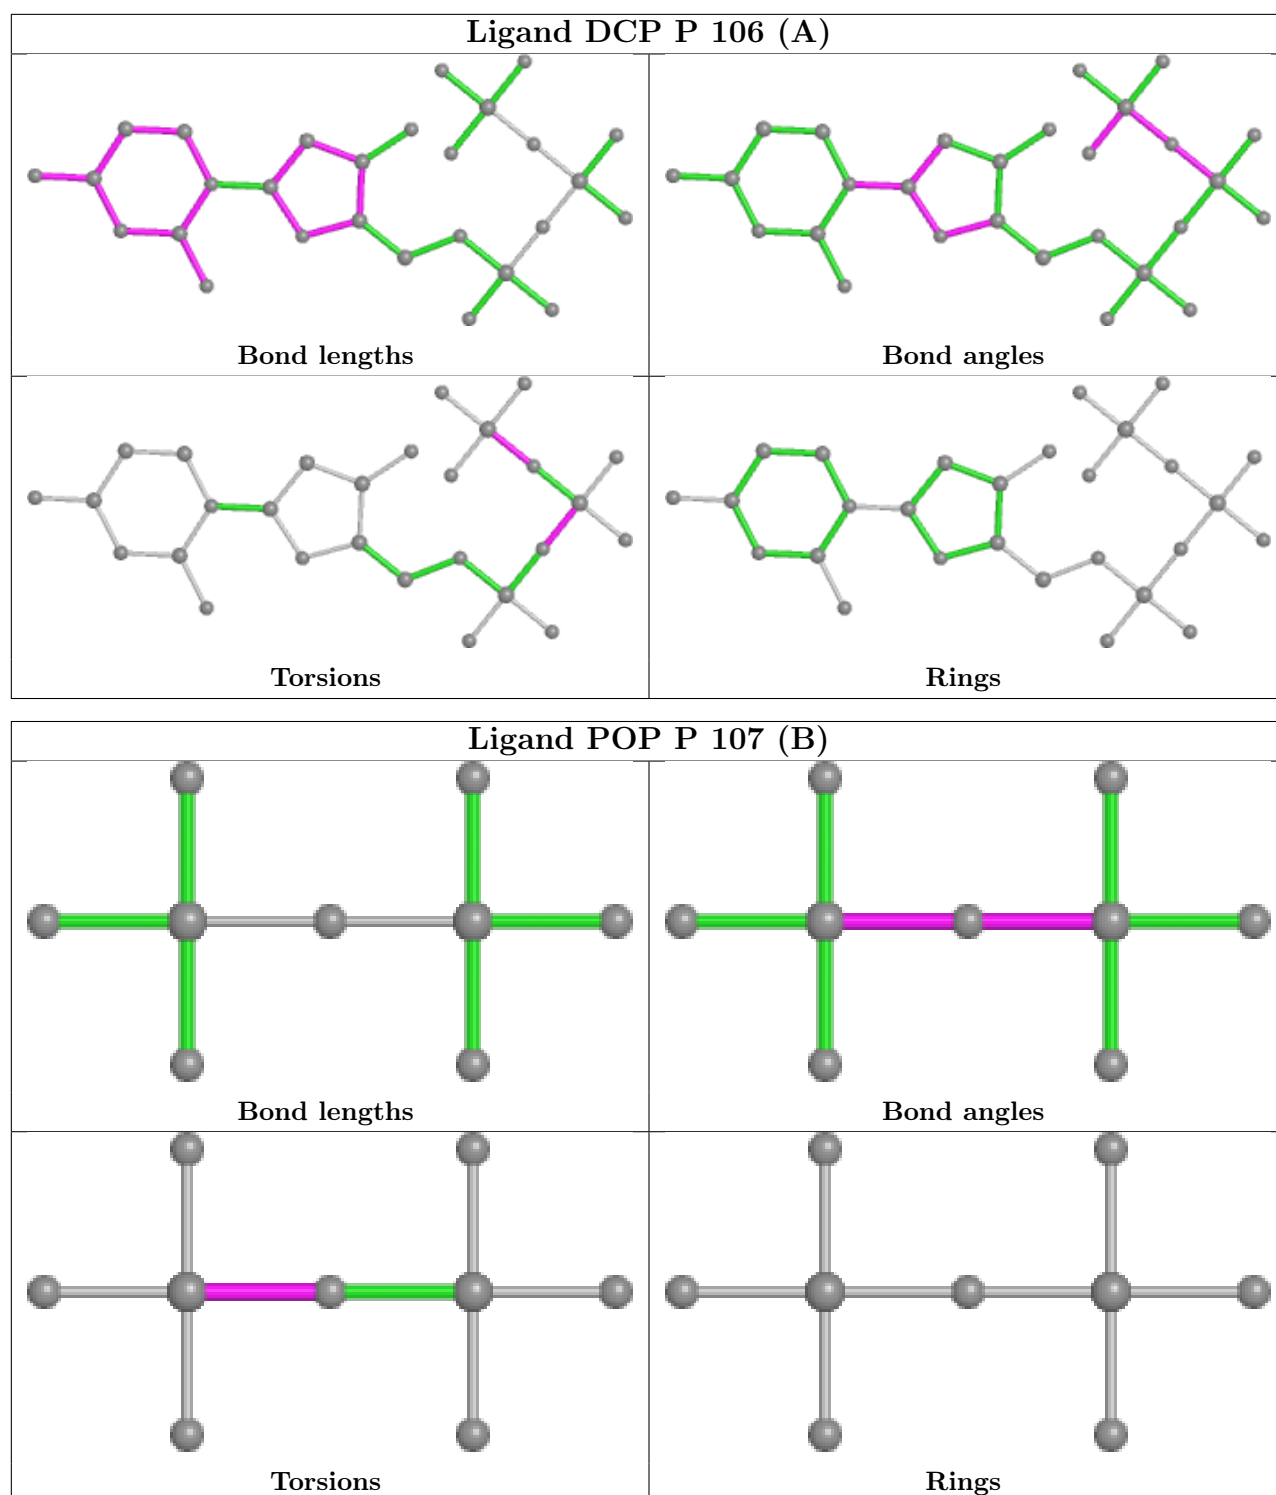 Ligand DCP P 106 (A)
Bond lengths
Bond angles
Torsions
Rings
Ligand POP P 107 (B)
Bond lengths
Bond angles
Torsions
Rings